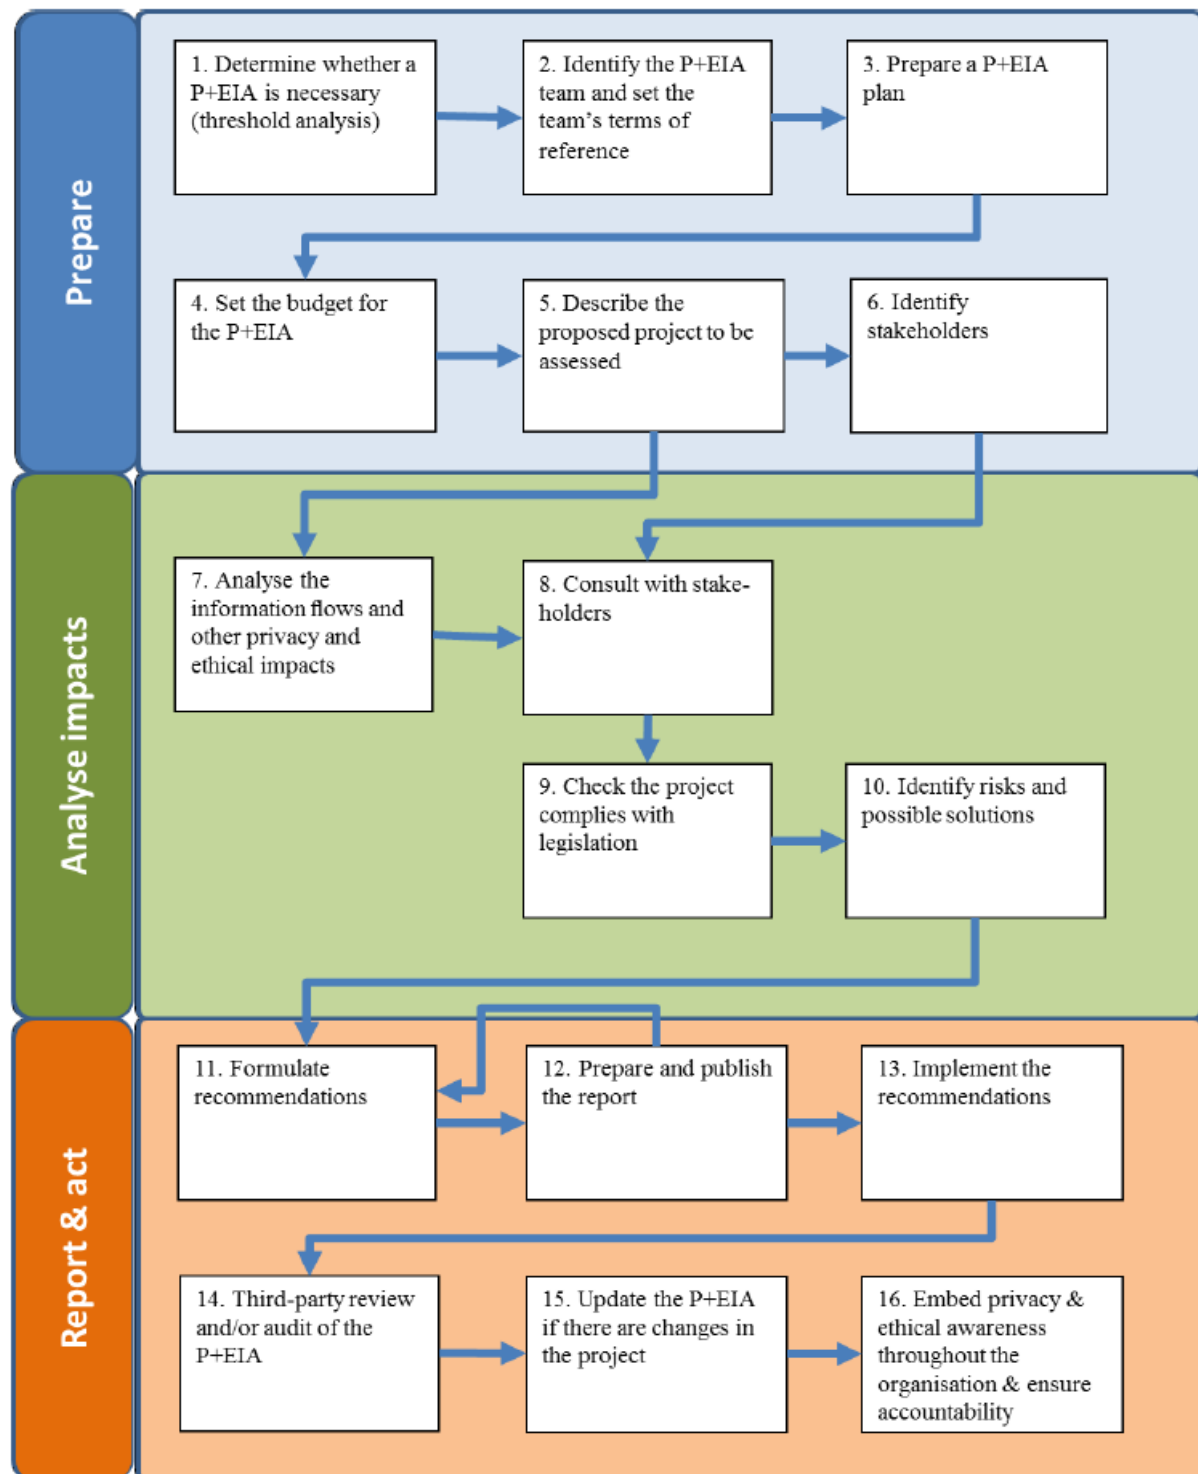 Prepare
1. Determine whether a
P+EIA is necessary
(threshold analysis)
2. Identify the P+EIA
team and set the
team’s terms of
reference
3. Prepare a P+EIA
plan
4. Set the budget for
the P+EIA
5. Describe the
proposed project to be
assessed
6. Identify
stakeholders
Analyse impacts
7. Analyse the
information flows and
other privacy and
ethical impacts
8. Consult with stake-
holders
9. Check the project
complies with
legislation
10. Identify risks and
possible solutions
Report & act
11. Formulate
recommendations
12. Prepare and publish
the report
13. Implement the
recommendations
14. Third-party review
and/or audit of the
P+EIA
15. Update the P+EIA
if there are changes in
the project
16. Embed privacy &
ethical awareness
throughout the
organisation & ensure
accountability